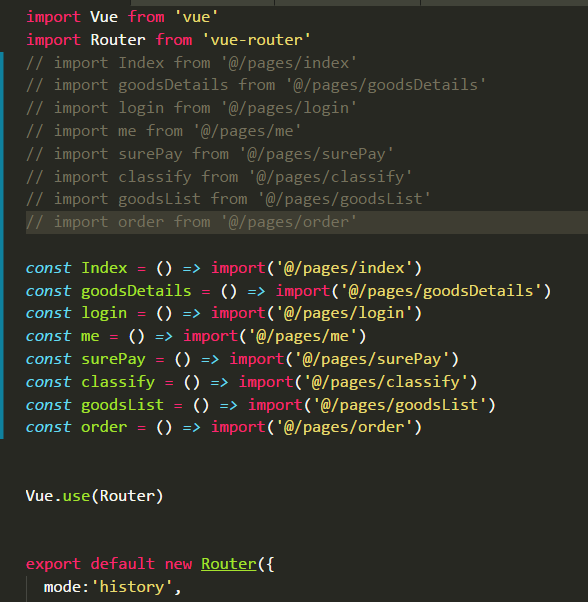 import Vue from 'vue'
import Router from 'vue-router'
// import Index from '@/pages/index'
// import goodsDetails from '@/pages/goodsDetails'
// import login from '@/pages/login'
// import me from '@/pages/me'
// import surePay from '@/pages/surePay'
// import classify from '@/pages/classify'
// import goodsList from '@/pages/goodsList'
// import order from '@/pages/order'
const Index = () => import('@/pages/index')
const goodsDetails = () => import('@/pages/goodsDetails')
const login = () => import('@/pages/login')
const me = () => import('@/pages/me')
const surePay = () => import('@/pages/surePay')
const classify = () => import('@/pages/classify')
const goodsList = () => import('@/pages/goodsList')
const order = () => import('@/pages/order')
Vue.use(Router)
export default new Router({
mode:'history',